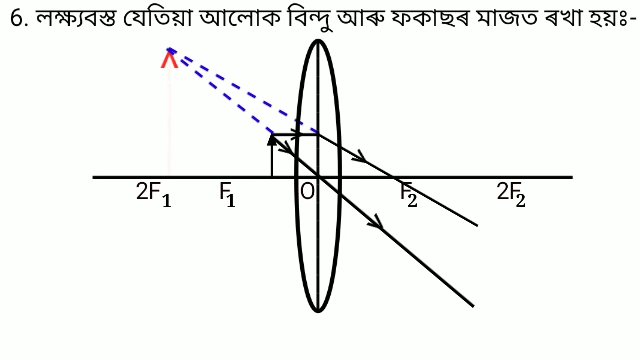 6. লক্ষ্যবস্ত যেতিয়া আলোক বিন্দু আৰু ফকাছৰ মাজত ৰখা হয়ঃ-
2F1 F1 O F2 2F2